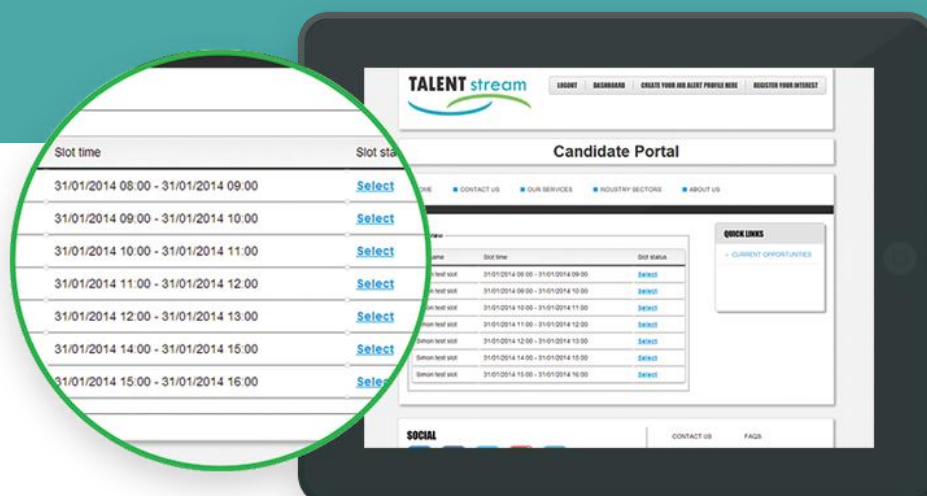 Slot time Slot sta
31/01/2014 08:00 - 31/01/2014 09:00 Select
31/01/2014 09:00 - 31/01/2014 10:00 Select
31/01/2014 10:00 - 31/01/2014 11:00 Select
31/01/2014 11:00 - 31/01/2014 12:00 Select
31/01/2014 12:00 - 31/01/2014 13:00 Select
31/01/2014 14:00 - 31/01/2014 15:00 Select
31/01/2014 15:00 - 31/01/2014 16:00 Selec
TALENT stream
LOGOUT DASHBOARD CREATE YOUR JOB ALERT PROFILE HERE REGISTER YOUR INTEREST
Candidate Portal
OME CONTACT US OUR SERVICES INDUSTRY SECTORS ABOUT US
Slot time Slot status
test slot 31/01/2014 08:00 - 31/01/2014 09:00 Select
test slot 31/01/2014 09:00 - 31/01/2014 10:00 Select
test slot 31/01/2014 10:00 - 31/01/2014 11:00 Select
test slot 31/01/2014 11:00 - 31/01/2014 12:00 Select
Simon test slot 31/01/2014 12:00 - 31/01/2014 13:00 Select
Simon test slot 31/01/2014 14:00 - 31/01/2014 15:00 Select
Simon test slot 31/01/2014 15:00 - 31/01/2014 16:00 Select
QUICK LINKS
CURRENT OPPORTUNITIES
SOCIAL
CONTACT US FAQS